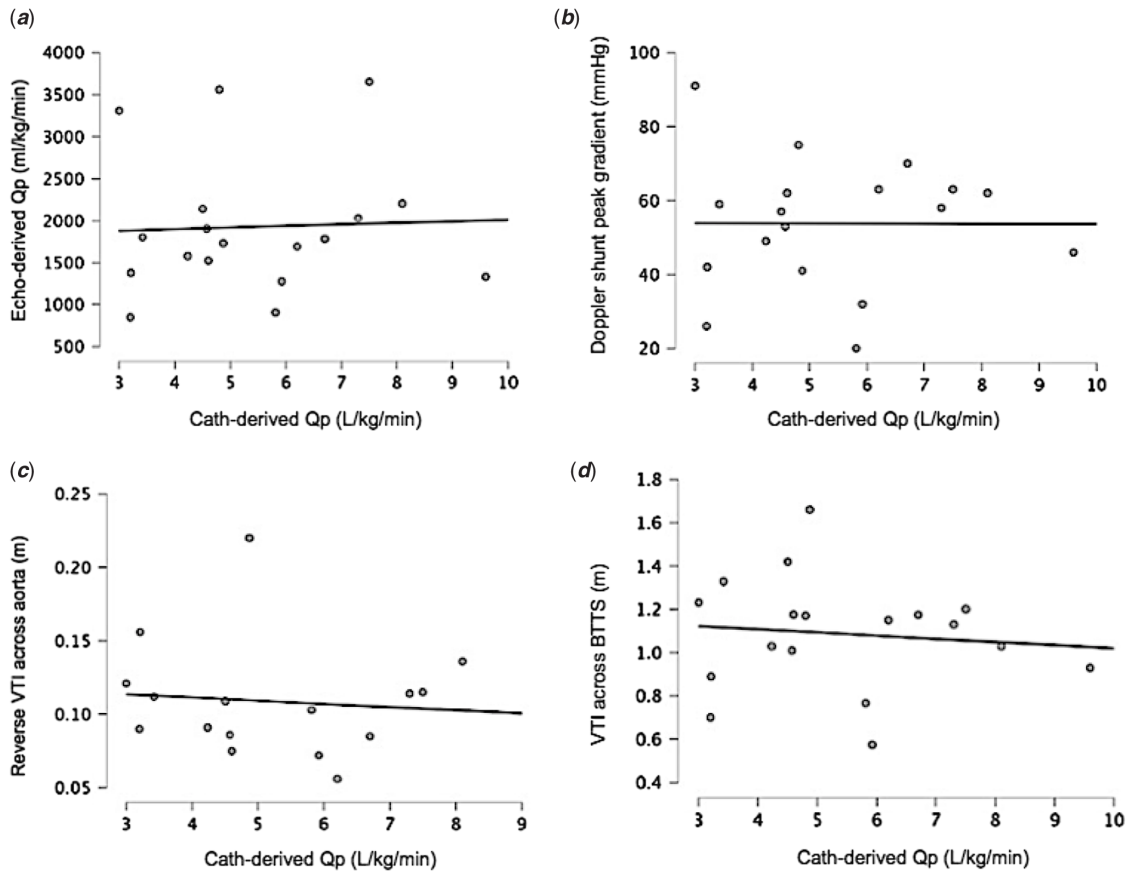 (a)
Echo-derived Qp (ml/kg/min)
4000
3500
3000
2500
2000
1500
1000
500
3 4 5 6 7 8 9 10
Cath-derived Qp (L/kg/min)
(b)
Doppler shunt peak gradient (mmHg)
100
80
60
40
20
3 4 5 6 7 8 9 10
Cath-derived Qp (L/kg/min)
(c)
Reverse VTI across aorta (m)
0.25
0.20
0.15
0.10
0.05
3 4 5 6 7 8 9
Cath-derived Qp (L/kg/min)
(d)
VTI across BTTS (m)
1.8
1.6
1.4
1.2
1.0
0.8
0.6
0.4
3 4 5 6 7 8 9 10
Cath-derived Qp (L/kg/min)